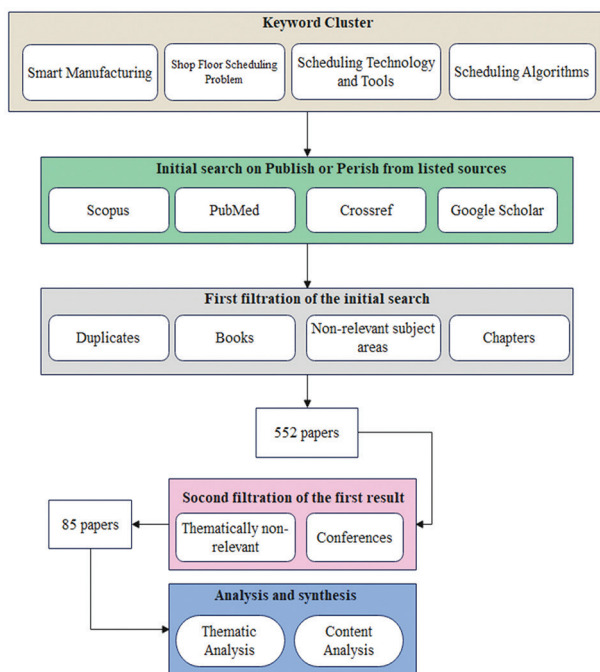 Keyword Cluster
Smart Manufacturing
Shop Floor Scheduling
Problem
Scheduling Technology
and Tools
Scheduling Algorithms
Initial search on Publish or Perish from listed sources
Scopus
PubMed
Crossref
Google Scholar
First filtration of the initial search
Duplicates
Books
Non-relevant subject
areas
Chapters
552 papers
Socond filtration of the first result
Thematically non-
relevant
Conferences
85 papers
Analysis and synthesis
Thematic
Analysis
Content
Analysis